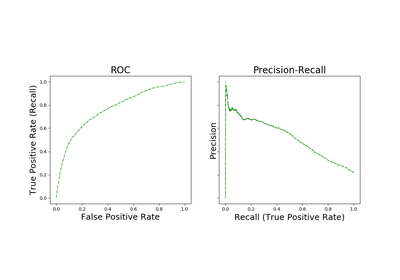 ROC
True Positive Rate (Recall)
1.0
0.8
0.6
0.4
0.2
0.0
0.0 0.2 0.4 0.6 0.8 1.0
False Positive Rate
Precision-Recall
Precision
0.0 0.2 0.4 0.6 0.8 1.0
Recall (True Positive Rate)